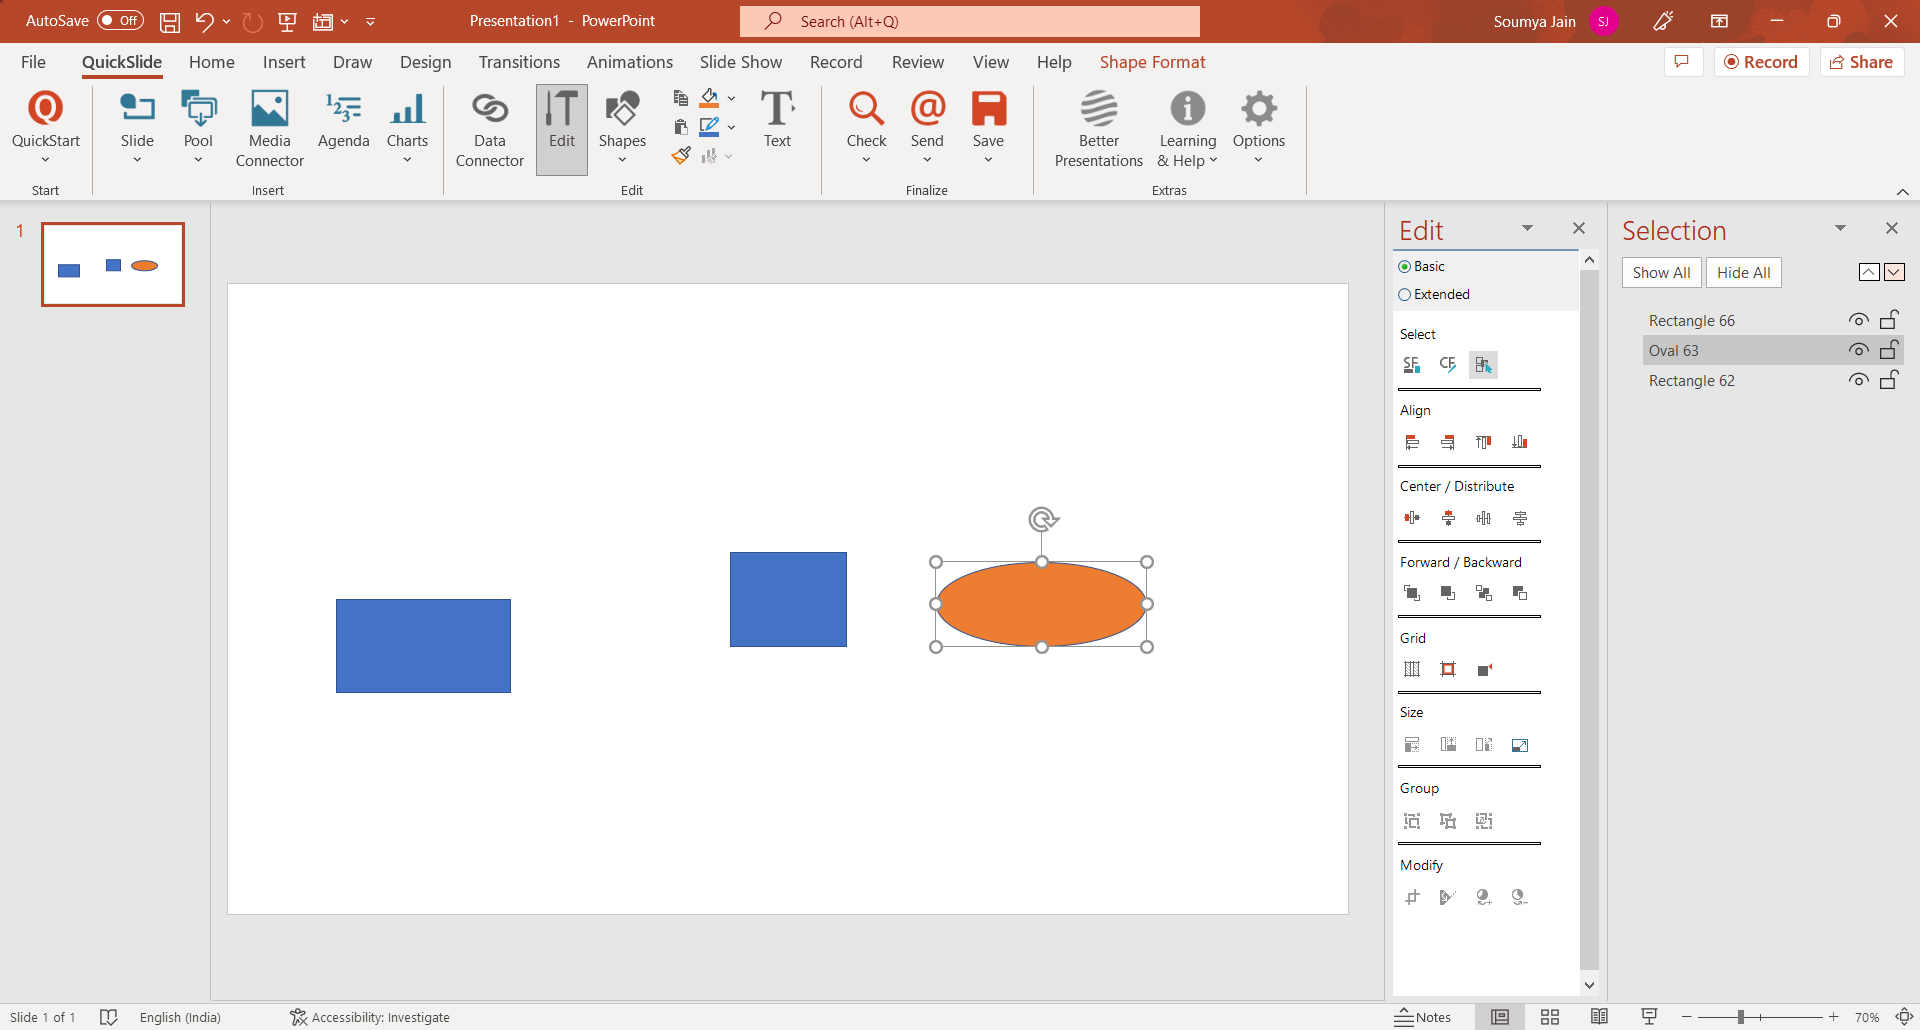 AutoSave Off Presentation1 - PowerPoint Search (Alt+Q) Soumya Jain SJ
File QuickSlide Home Insert Draw Design Transitions Animations Slide Show Record Review View Help Shape Format Record Share
QuickStart Slide Pool Media Connector Agenda Charts Data Connector Edit Shapes Text Check Send Save Better Presentations Learning & Help Options
Start Insert Edit Finalize Extras
1
Edit
Basic
Extended
Select
SF CF
Align
Center / Distribute
Forward / Backward
Grid
Size
Group
Modify
Selection
Show All Hide All
Rectangle 66
Oval 63
Rectangle 62
Slide 1 of 1 English (India) Accessibility: Investigate Notes 70%